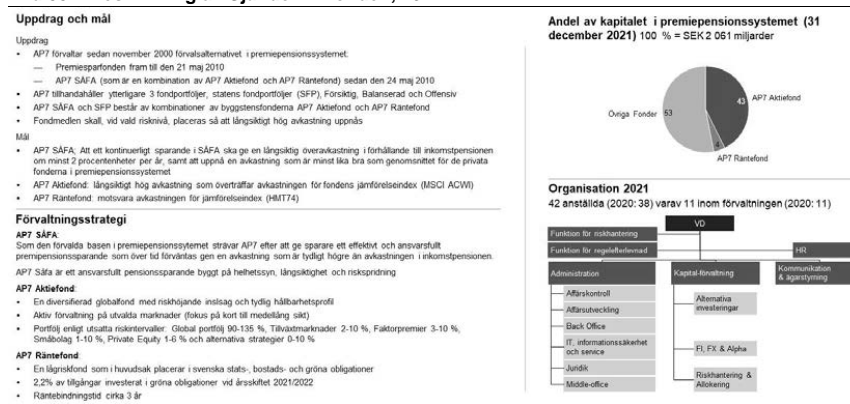 Uppdrag och mål
Uppdrag
• AP7 förvaltar sedan november 2000 förvalsalternativet i premiepensionssystemet:
— Premiesparfonden fram till den 21 maj 2010
— AP7 SÅFA (som är en kombination av AP7 Aktiefond och AP7 Räntefond) sedan den 24 maj 2010
• AP7 tillhandahåller ytterligare 3 fondportföljer, statens fondportföljer (SFP), Försiktig, Balanserad och Offensiv
• AP7 SÅFA och SFP består av kombinationer av byggstensfonderna AP7 Aktiefond och AP7 Räntefond
• Fondmedlen skall, vid vald risknivå, placeras så att långsiktigt hög avkastning uppnås
Mål
• AP7 SÅFA; Att ett kontinuerligt sparande i SÅFA ska ge en långsiktig överavkastning i förhållande till inkomstpensionen
om minst 2 procentenheter per år, samt att uppnå en avkastning som är minst lika bra som genomsnittet för de privata
fonderna i premiepensionssystemet
• AP7 Aktiefond: långsiktigt hög avkastning som överträffar avkastningen för fondens jämförelseindex (MSCI ACWI)
• AP7 Räntefond: motsvara avkastningen för jämförelseindex (HMT74)
Förvaltningsstrategi
AP7 SÅFA:
Som den förvalda basen i premiepensionssytemet strävar AP7 efter att ge sparare ett effektivt och ansvarsfullt
premipensionssparande som över tid förväntas gen en avkastning som är tydligt högre än avkastningen i inkomstpensionen.
AP7 Såfa är ett ansvarsfullt pensionssparande byggt på helhetssyn, långsiktighet och riskspridning
AP7 Aktiefond:
• En diversifierad globalfond med riskhöjande inslsag och tydlig hållbarhetsprofil
• Aktiv förvaltning på utvalda marknader (fokus på kort till medellång sikt)
• Portfölj enligt utsatta riskintervaller: Global portfölj 90-135 %, Tillväxtmarknader 2-10 %, Faktorpremier 3-10 %,
Småbolag 1-10 %, Private Equity 1-6 % och alternativa strategier 0-10 %
AP7 Räntefond:
• En lågriskfond som i huvudsak placerar i svenska stats-, bostads- och gröna obligationer
• 2,2% av tillgångar investerat i gröna obligationer vid årsskiftet 2021/2022
• Räntebindningstid cirka 3 år
Andel av kapitalet i premiepensionssystemet (31
december 2021) 100 % = SEK 2 061 miljarder
43
AP7 Aktiefond
Övriga Fonder 53
4
AP7 Räntefond
Organisation 2021
42 anställda (2020: 38) varav 11 inom förvaltningen (2020: 11)
VD
Funktion för riskhantering
Funktion för regelefterlevnad
HR
Administration
Kapital-förvaltning
Kommunikation
& ägarstyrning
Affärskontroll
Affärsutveckling
Back Office
IT, informationssäkerhet
och service
Juridik
Middle-office
Alternativa
investeringar
FI, FX & Alpha
Riskhantering &
Allokering